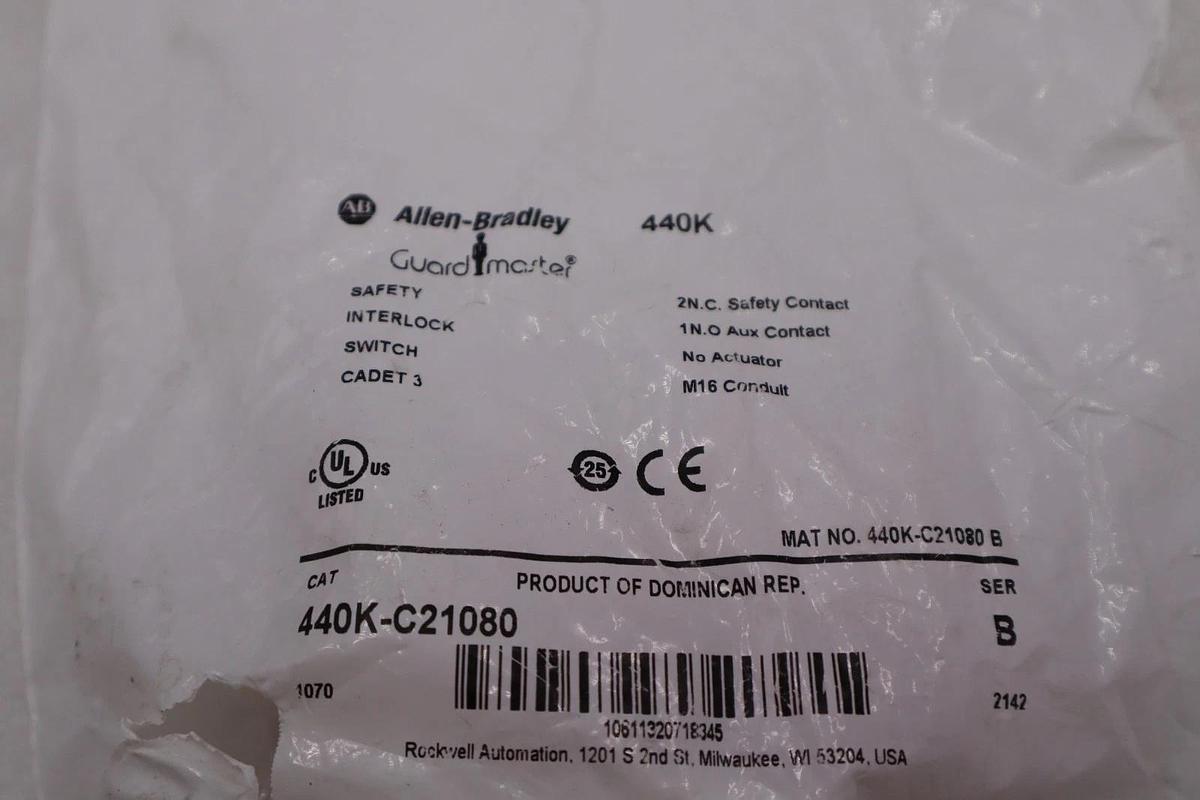 AB Allen-Bradley 440K
Guardmaster®
SAFETY
INTERLOCK
SWITCH
CADET 3
2N.C. Safety Contact
1N.O Aux Contact
No Actuator
M16 Conduit
C UL US
LISTED
25 CE
MAT NO. 440K-C21080 B
CAT PRODUCT OF DOMINICAN REP. SER
440K-C21080 B
1070 2142
10611320718345
Rockwell Automation, 1201 S 2nd St, Milwaukee, WI 53204, USA